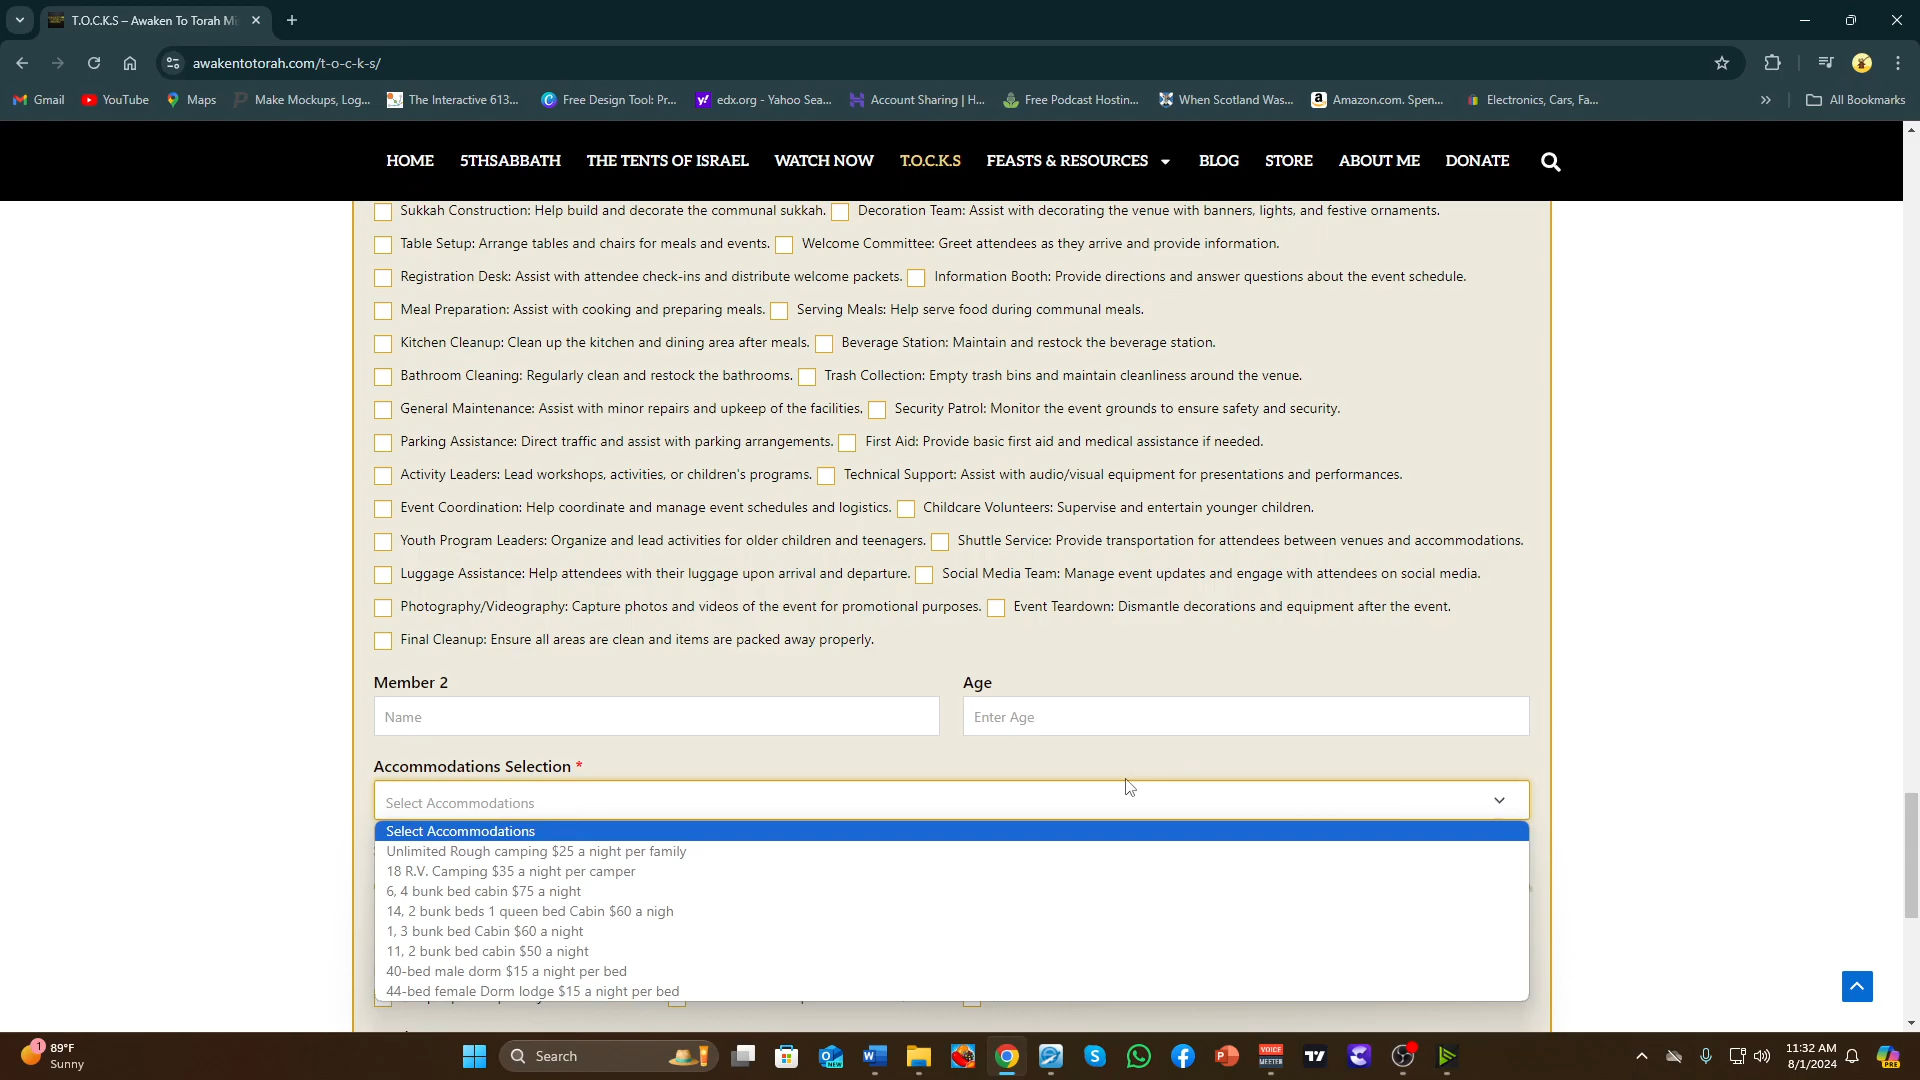 T.O.C.K.S – Awaken To Torah Mi
awakentotorah.com/t-o-c-k-s/
Gmail YouTube Maps Make Mockups, Log... The Interactive 613... Free Design Tool: Pr... edx.org - Yahoo Sea... Account Sharing | H... Free Podcast Hostin... When Scotland Was... Amazon.com. Spen... Electronics, Cars, Fa... » All Bookmarks
HOME 5THSABBATH THE TENTS OF ISRAEL WATCH NOW T.O.C.K.S FEASTS & RESOURCES BLOG STORE ABOUT ME DONATE
Sukkah Construction: Help build and decorate the communal sukkah. Decoration Team: Assist with decorating the venue with banners, lights, and festive ornaments.
Table Setup: Arrange tables and chairs for meals and events. Welcome Committee: Greet attendees as they arrive and provide information.
Registration Desk: Assist with attendee check-ins and distribute welcome packets. Information Booth: Provide directions and answer questions about the event schedule.
Meal Preparation: Assist with cooking and preparing meals. Serving Meals: Help serve food during communal meals.
Kitchen Cleanup: Clean up the kitchen and dining area after meals. Beverage Station: Maintain and restock the beverage station.
Bathroom Cleaning: Regularly clean and restock the bathrooms. Trash Collection: Empty trash bins and maintain cleanliness around the venue.
General Maintenance: Assist with minor repairs and upkeep of the facilities. Security Patrol: Monitor the event grounds to ensure safety and security.
Parking Assistance: Direct traffic and assist with parking arrangements. First Aid: Provide basic first aid and medical assistance if needed.
Activity Leaders: Lead workshops, activities, or children's programs. Technical Support: Assist with audio/visual equipment for presentations and performances.
Event Coordination: Help coordinate and manage event schedules and logistics. Childcare Volunteers: Supervise and entertain younger children.
Youth Program Leaders: Organize and lead activities for older children and teenagers. Shuttle Service: Provide transportation for attendees between venues and accommodations.
Luggage Assistance: Help attendees with their luggage upon arrival and departure. Social Media Team: Manage event updates and engage with attendees on social media.
Photography/Videography: Capture photos and videos of the event for promotional purposes. Event Teardown: Dismantle decorations and equipment after the event.
Final Cleanup: Ensure all areas are clean and items are packed away properly.
Member 2 Age
Name Enter Age
Accommodations Selection *
Select Accommodations
Select Accommodations
Unlimited Rough camping $25 a night per family
18 R.V. Camping $35 a night per camper
6, 4 bunk bed cabin $75 a night
14, 2 bunk beds 1 queen bed Cabin $60 a nigh
1, 3 bunk bed Cabin $60 a night
11, 2 bunk bed cabin $50 a night
40-bed male dorm $15 a night per bed
44-bed female Dorm lodge $15 a night per bed
1 89°F
Sunny
Search
NEW
VOICE
MEETER
11:32 AM
8/1/2024
PRE